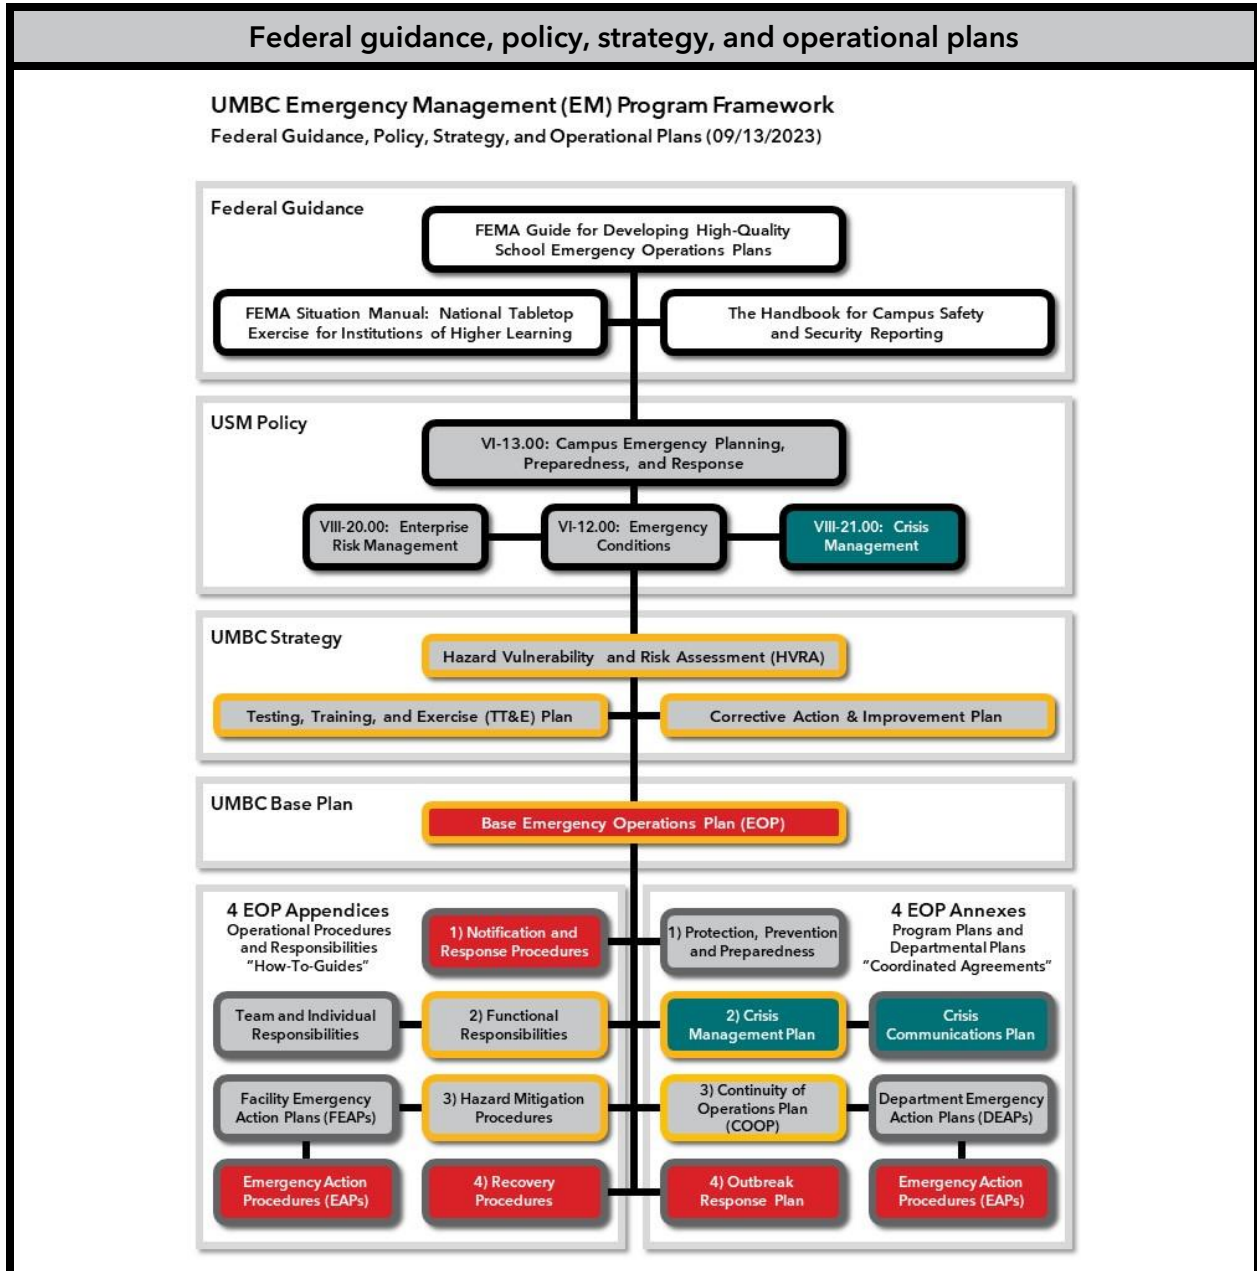 Federal guidance, policy, strategy, and operational plans
UMBC Emergency Management (EM) Program Framework
Federal Guidance, Policy, Strategy, and Operational Plans (09/13/2023)
Federal Guidance
FEMA Guide for Developing High-Quality
School Emergency Operations Plans
FEMA Situation Manual: National Tabletop
Exercise for Institutions of Higher Learning
The Handbook for Campus Safety
and Security Reporting
USM Policy
VI-13.00: Campus Emergency Planning,
Preparedness, and Response
VIII-20.00: Enterprise
Risk Management
VI-12.00: Emergency
Conditions
VIII-21.00: Crisis
Management
UMBC Strategy
Hazard Vulnerability and Risk Assessment (HVRA)
Testing, Training, and Exercise (TT&E) Plan
Corrective Action & Improvement Plan
UMBC Base Plan
Base Emergency Operations Plan (EOP)
4 EOP Appendices
Operational Procedures
and Responsibilities
"How-To-Guides"
1) Notification and
Response Procedures
1) Protection, Prevention
and Preparedness
4 EOP Annexes
Program Plans and
Departmental Plans
"Coordinated Agreements"
Team and Individual
Responsibilities
2) Functional
Responsibilities
2) Crisis
Management Plan
Crisis
Communications Plan
Facility Emergency
Action Plans (FEAPs)
3) Hazard Mitigation
Procedures
3) Continuity of
Operations Plan
(COOP)
Department Emergency
Action Plans (DEAPs)
Emergency Action
Procedures (EAPs)
4) Recovery
Procedures
4) Outbreak
Response Plan
Emergency Action
Procedures (EAPs)